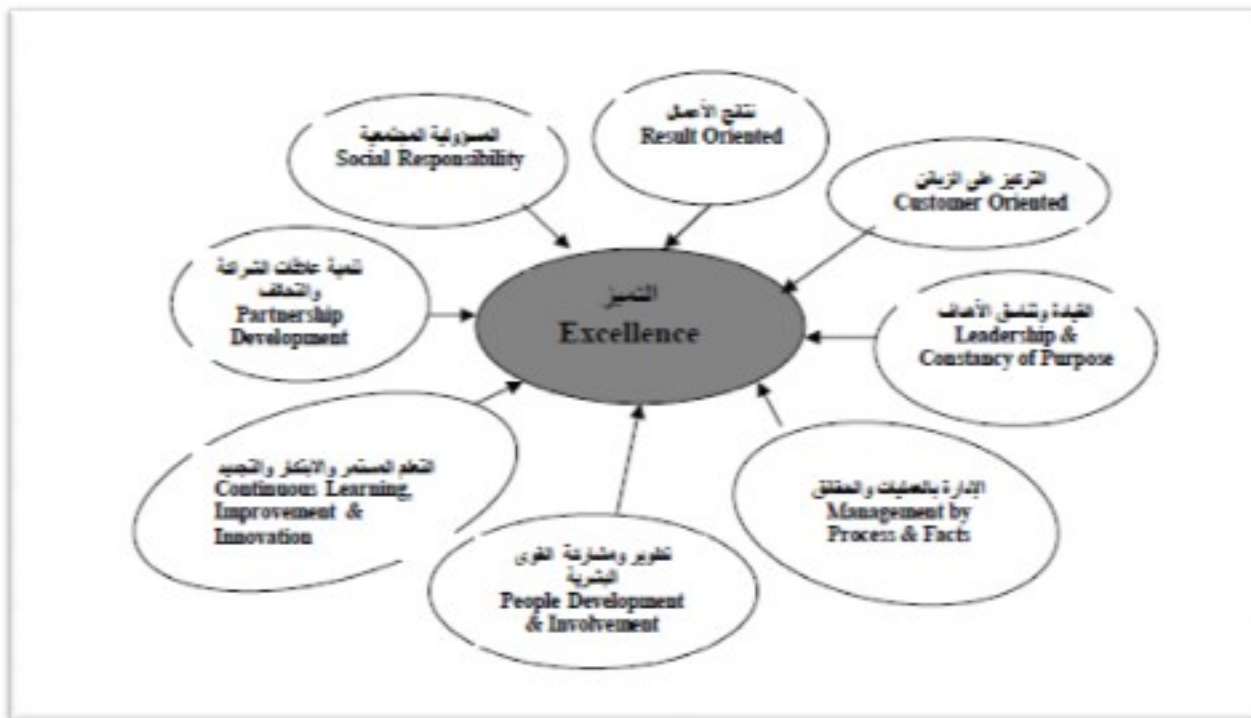 نتائج الأعمال
Result Oriented
المسؤولية المجتمعية
Social Responsibility
التركيز على الزبائن
Customer Oriented
تنمية علاقات الشراكة
والتحالف
Partnership
Development
التميز
Excellence
القيادة وتناسق الأهداف
Leadership &
Constancy of Purpose
التعلم المستمر والابتكار والتجديد
Continuous Learning,
Improvement &
Innovation
الإدارة بالعمليات والحقائق
Management by
Process & Facts
تطوير ومشاركة القوى
البشرية
People Development
& Involvement